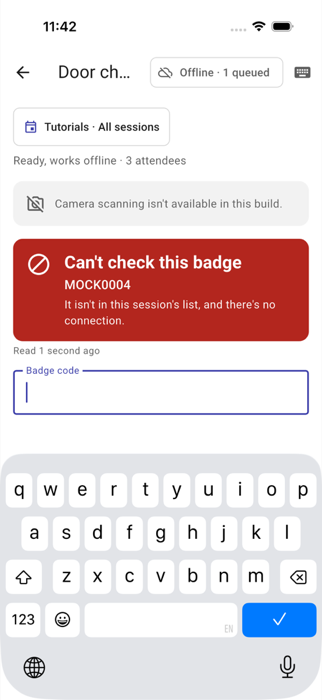 11:42
Door ch...
Offline · 1 queued
Tutorials · All sessions
Ready, works offline · 3 attendees
Camera scanning isn't available in this build.
Can't check this badge
MOCK0004
It isn't in this session's list, and there's no
connection.
Read 1 second ago
Badge code
q w e r t y u i o p
a s d f g h j k l
z x c v b n m
123
EN